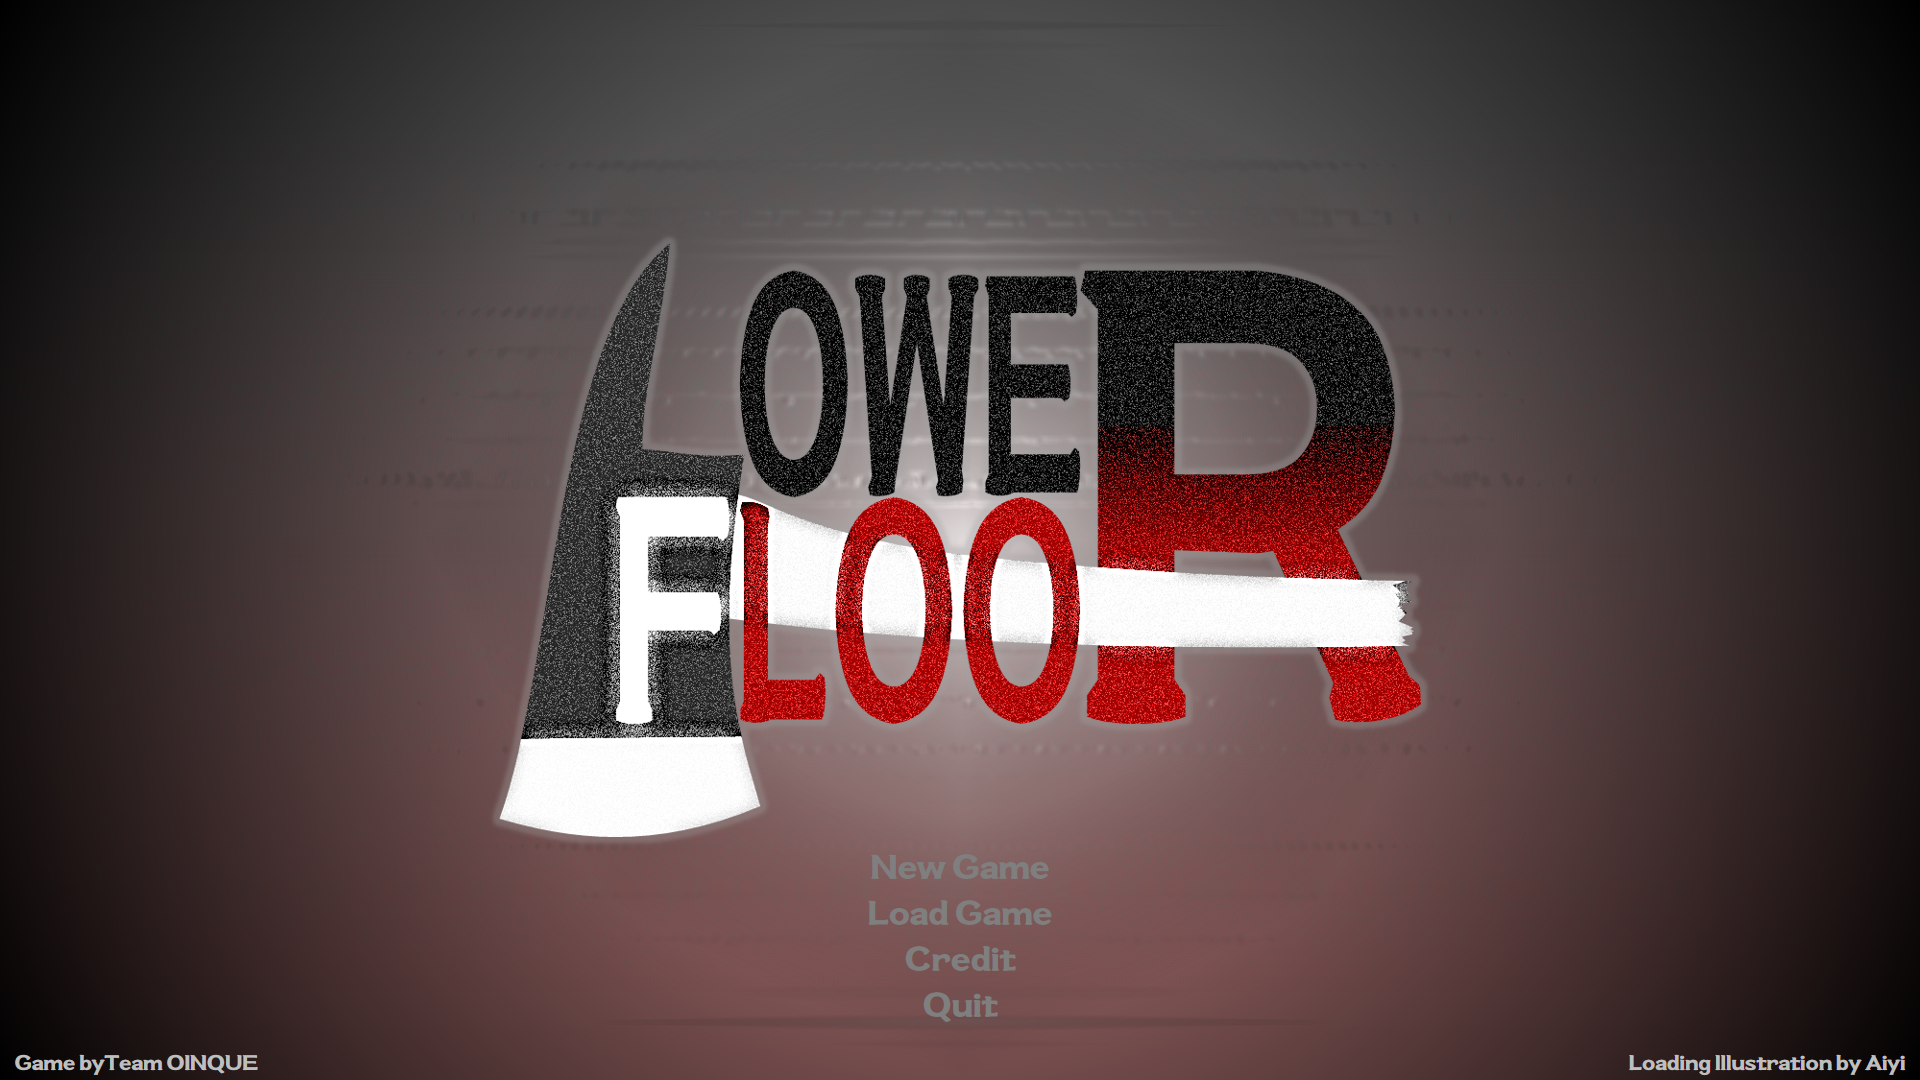 LOWER
FLOOR
New Game
Load Game
Credit
Quit
Game byTeam OINQUE
Loading Illustration by Aiyi